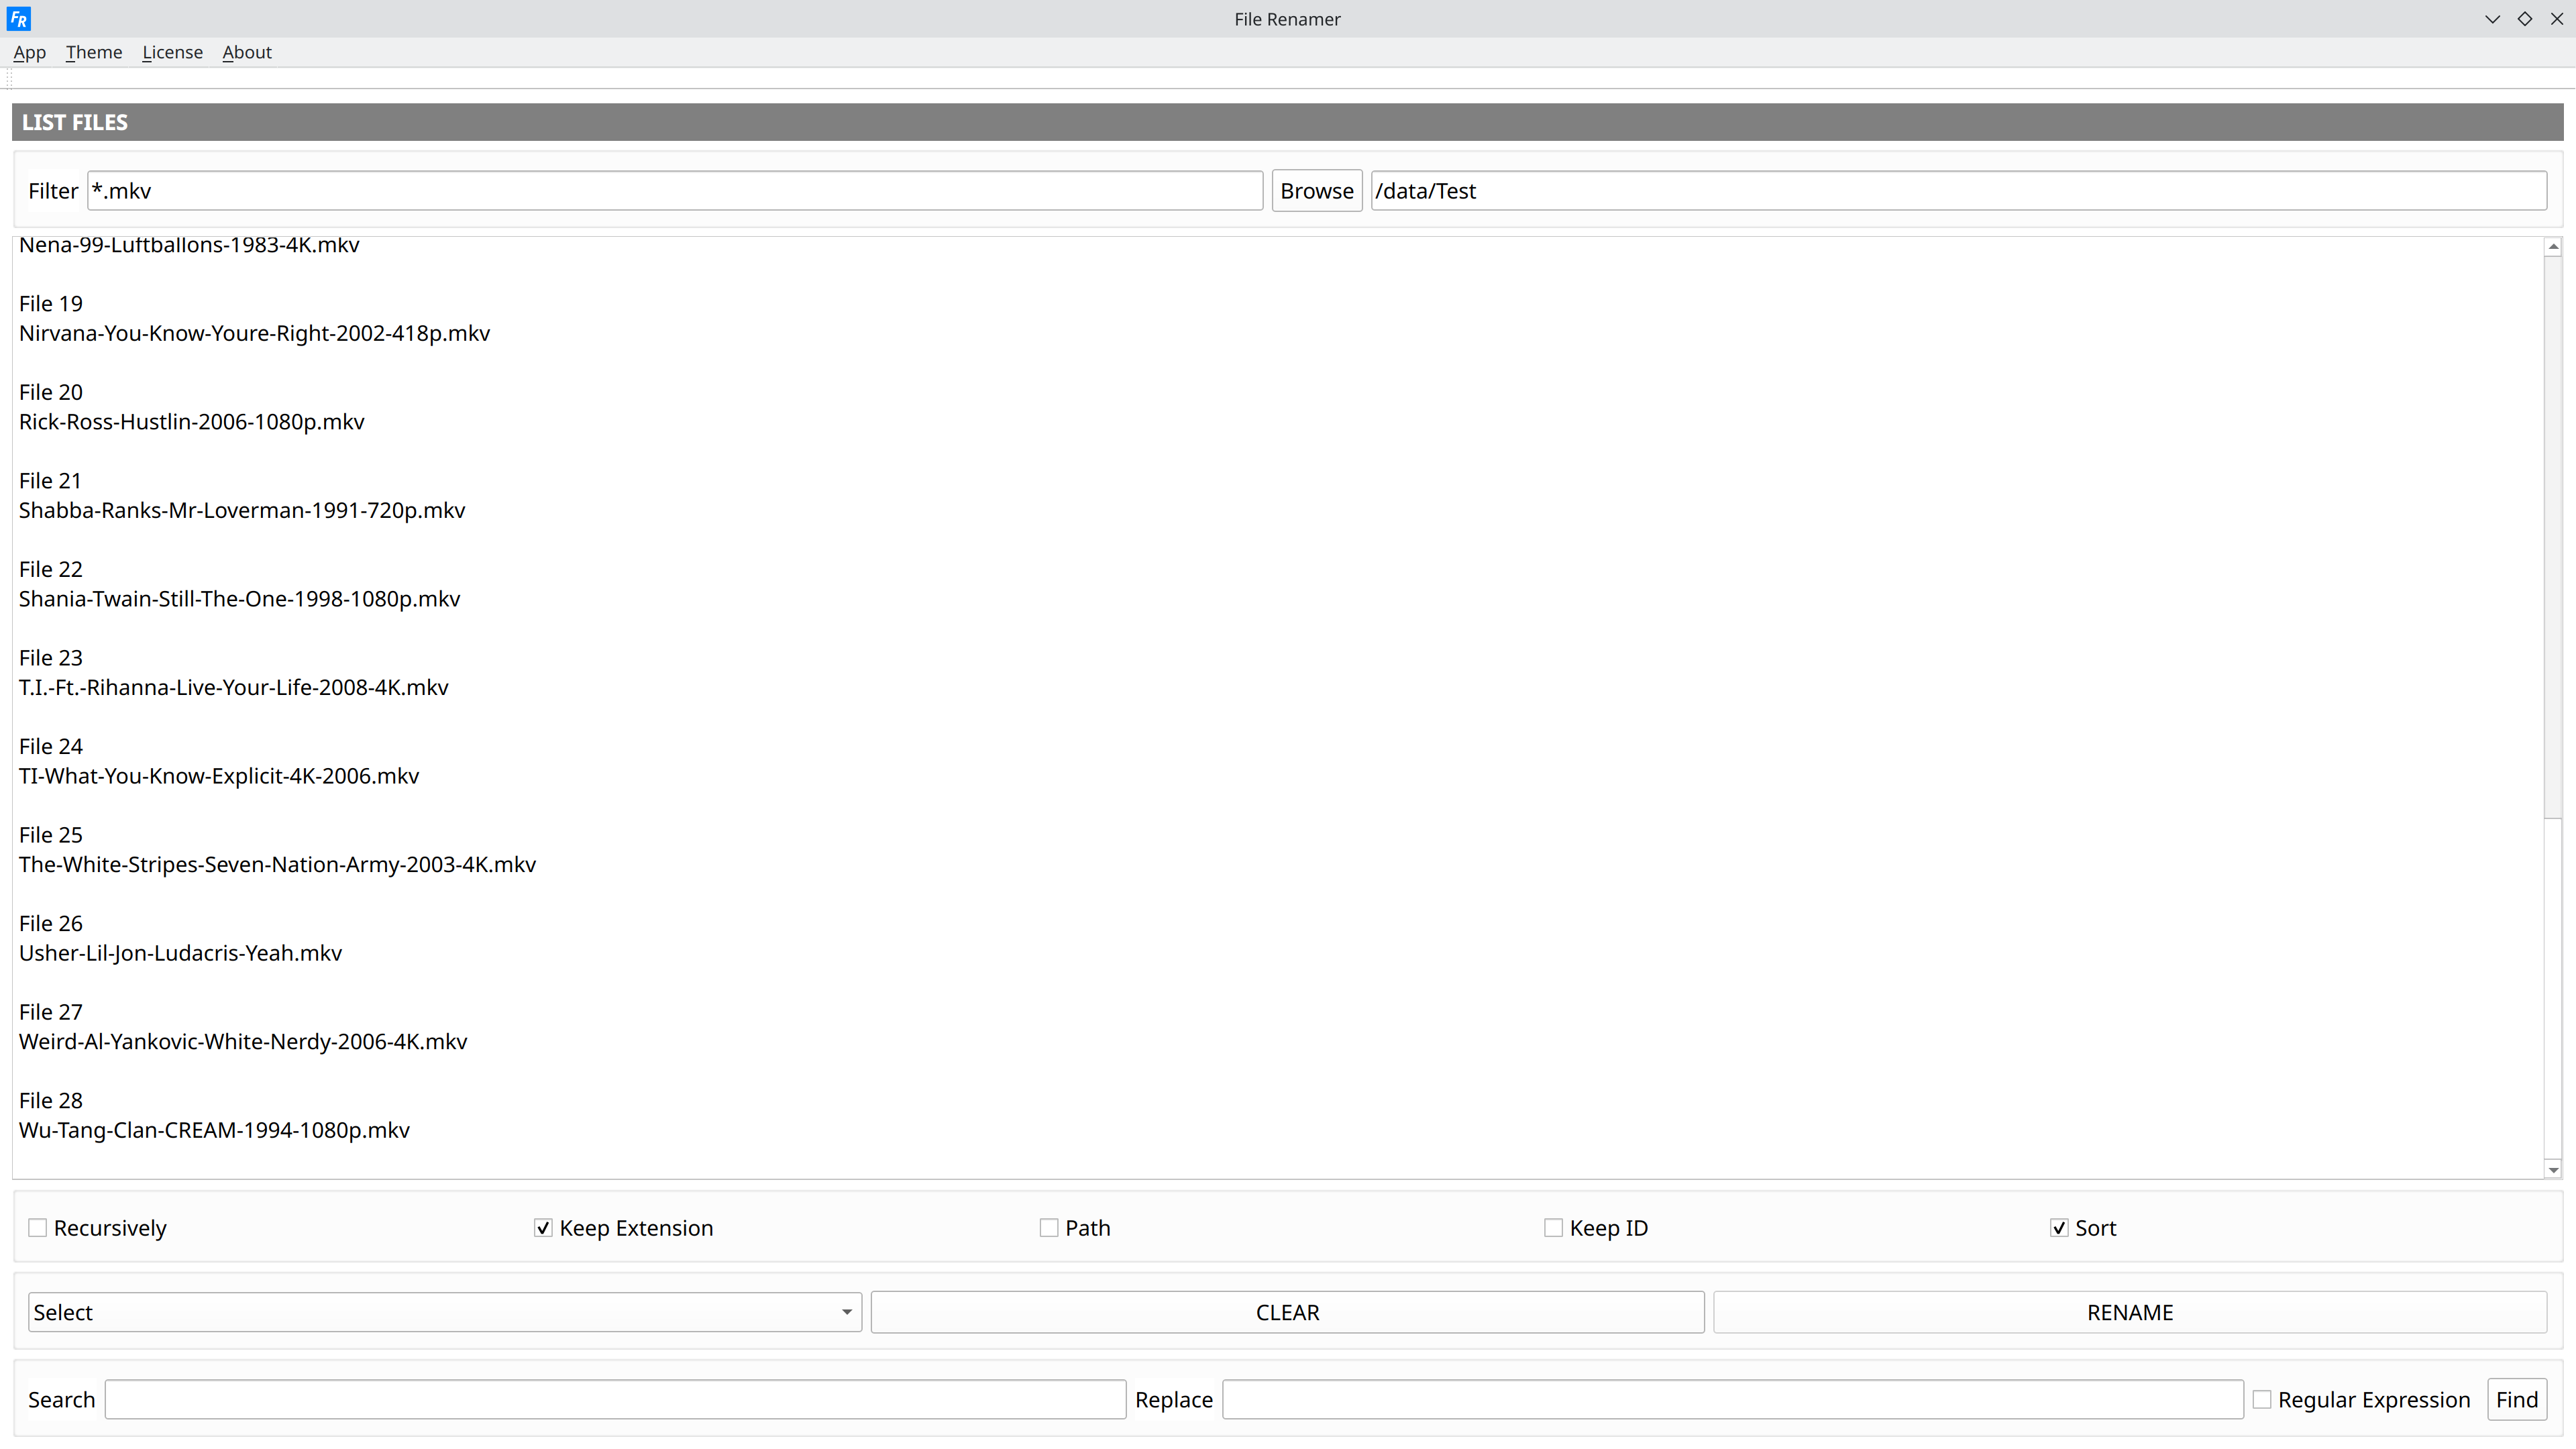 FR
File Renamer
App Theme License About
LIST FILES
Filter *.mkv Browse /data/Test
Nena-99-Luftballons-1983-4K.mkv
File 19
Nirvana-You-Know-Youre-Right-2002-418p.mkv
File 20
Rick-Ross-Hustlin-2006-1080p.mkv
File 21
Shabba-Ranks-Mr-Loverman-1991-720p.mkv
File 22
Shania-Twain-Still-The-One-1998-1080p.mkv
File 23
T.I.-Ft.-Rihanna-Live-Your-Life-2008-4K.mkv
File 24
TI-What-You-Know-Explicit-4K-2006.mkv
File 25
The-White-Stripes-Seven-Nation-Army-2003-4K.mkv
File 26
Usher-Lil-Jon-Ludacris-Yeah.mkv
File 27
Weird-Al-Yankovic-White-Nerdy-2006-4K.mkv
File 28
Wu-Tang-Clan-CREAM-1994-1080p.mkv
Recursively Keep Extension Path Keep ID Sort
Select CLEAR RENAME
Search Replace Regular Expression Find